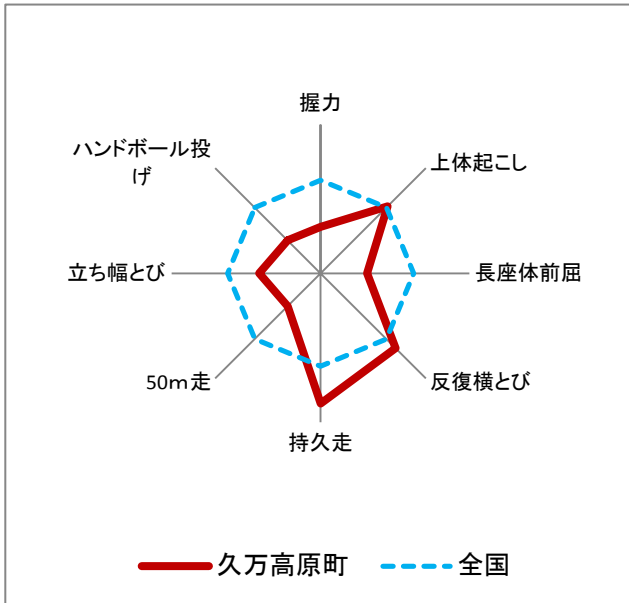 握力
上体起こし
長座体前屈
反復横とび
持久走
50m走
立ち幅とび
ハンドボール投
げ
久万高原町
全国